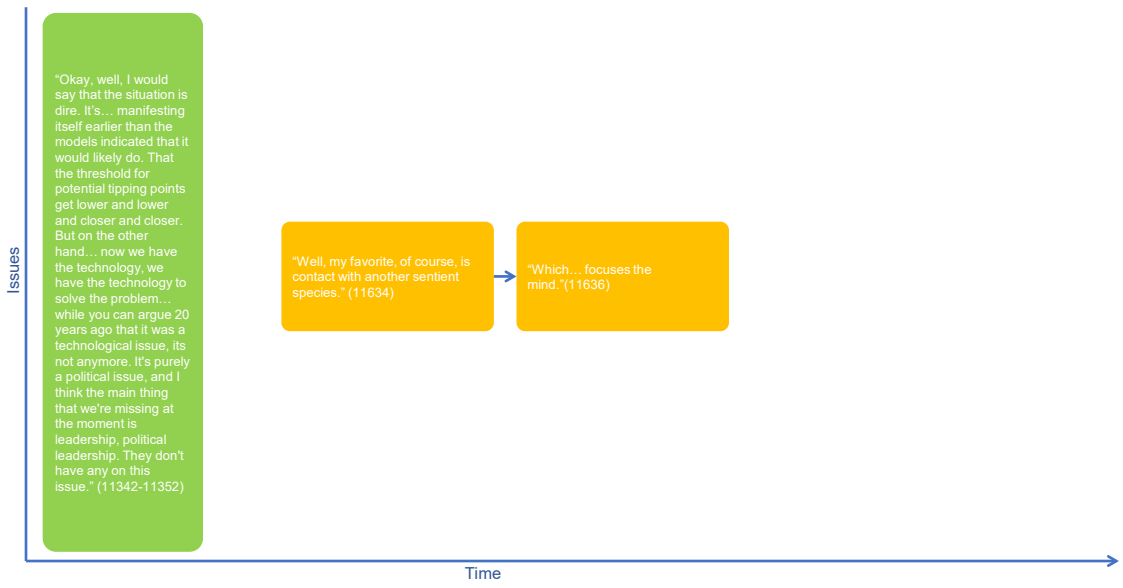 Issues
“Okay, well, I would
say that the situation is
dire. It’s… manifesting
itself earlier than the
models indicated that it
would likely do. That
the threshold for
potential tipping points
get lower and lower
and closer and closer.
But on the other
hand… now we have
the technology, we
have the technology to
solve the problem…
while you can argue 20
years ago that it was a
technological issue, its
not anymore. It's purely
a political issue, and I
think the main thing
that we're missing at
the moment is
leadership, political
leadership. They don't
have any on this
issue.” (11342-11352)
“Well, my favorite, of course, is
contact with another sentient
species.” (11634)
“Which… focuses the
mind.”(11636)
Time